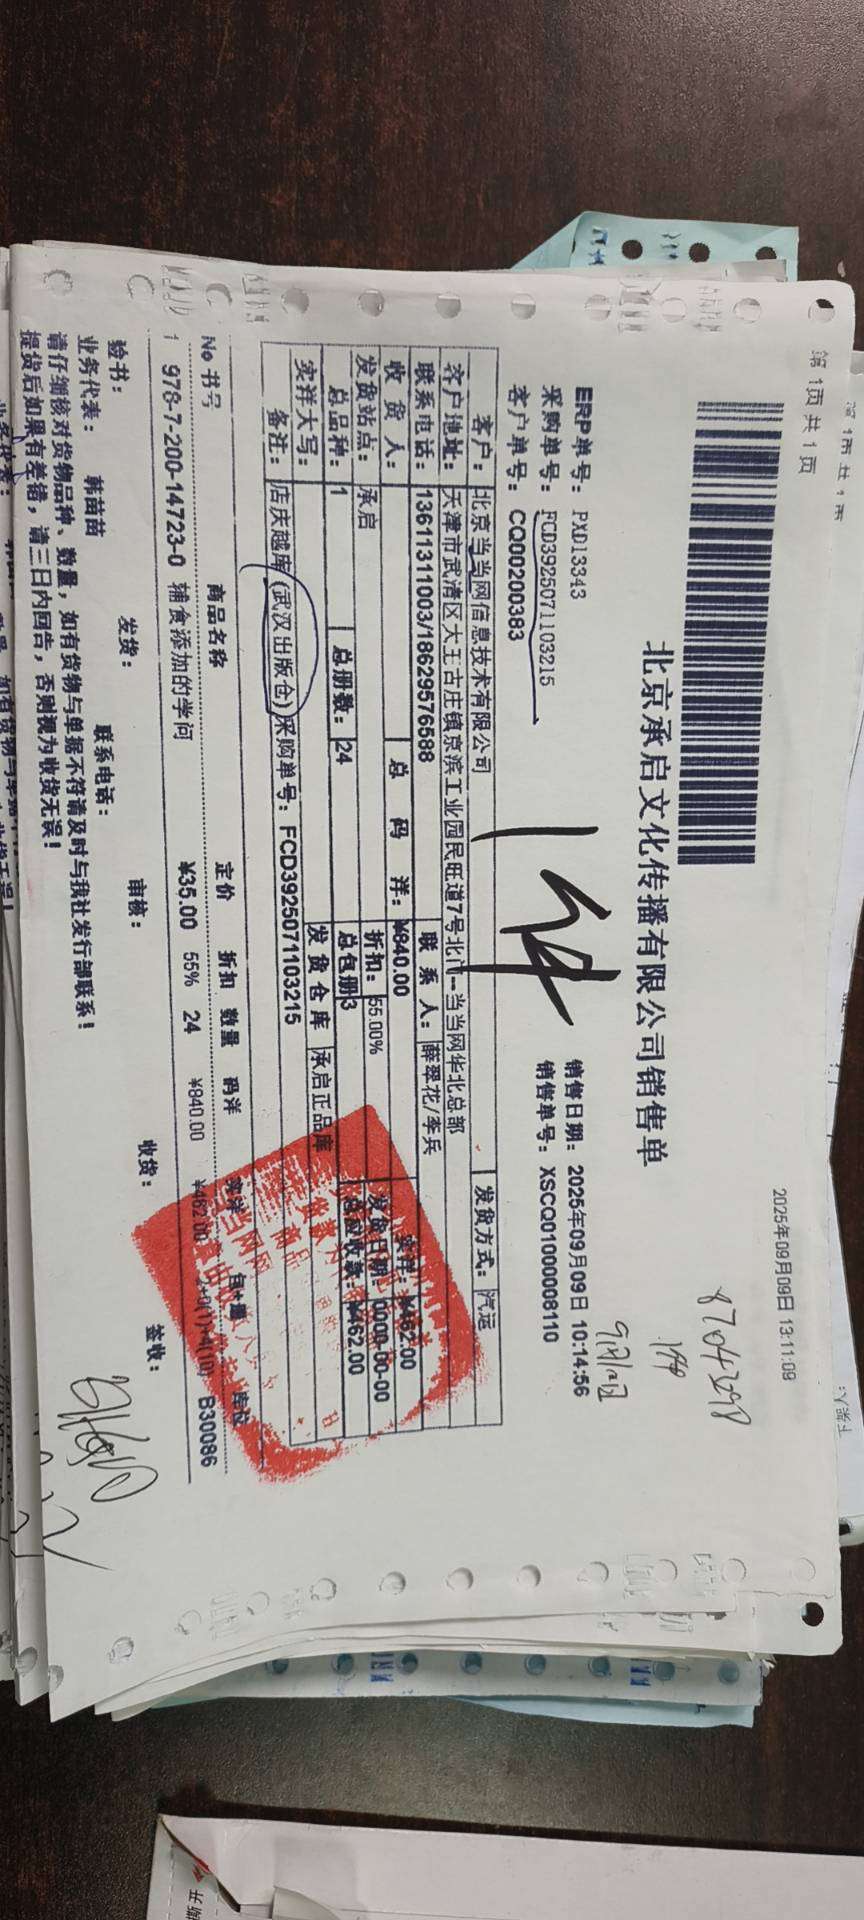 第 1页 共 1 页
2025年09月09日 13:11:09
北京承启文化传播有限公司销售单
ERP单号: PXD13343
销售日期: 2025年09月09日 10:14:56
采购单号: FCD3925071103215
销售单号: XSCQ01000008110
客户单号: CQ00200383
1件
客户: 北京当当网信息技术有限公司
发货方式: 汽运
客户地址: 天津市武清区大王古庄镇京滨工业园民旺道7号北门--当当网华北总部
联系电话: 13611311003/18629576588
联 系 人: 薛翠花/李兵
收 货 人:
总 码 洋: ¥840.00
实洋: ¥462.00
发货站点: 承启
折扣: 55.00%
发货日期: 0000-00-00
总品种: 1
总册数: 24
总包册 3
总应收款: ¥462.00
实洋大写:
发货仓库 承启正品库
备注: 店庆越库(武汉出版仓)采购单号: FCD3925071103215
No 书号 商品名称 定价 折扣 数量 码洋 实洋 包+册 库位
1 978-7-200-14723-0 辅食添加的学问 ¥35.00 55% 24 ¥840.00 ¥462.00 B30086
验书: 发货: 审核: 收货: 签收:
业务代表: 韩苗苗 联系电话:
请仔细核对货物品种、数量, 如有货物与单据不符请及时与我社发行部联系!
提货后如果有差错, 请三日内回告, 否则视为收货无误!